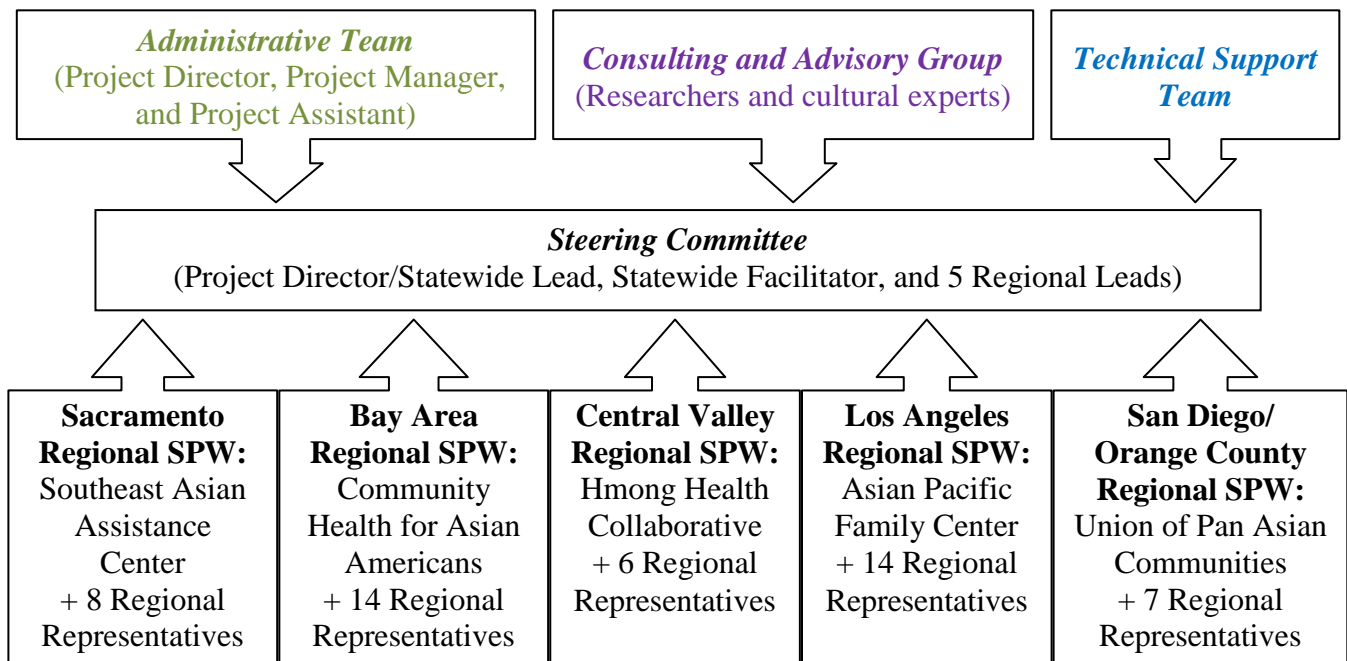 Administrative Team
(Project Director, Project Manager,
and Project Assistant)
Consulting and Advisory Group
(Researchers and cultural experts)
Technical Support
Team
Steering Committee
(Project Director/Statewide Lead, Statewide Facilitator, and 5 Regional Leads)
Sacramento
Regional SPW:
Southeast Asian
Assistance
Center
+ 8 Regional
Representatives
Bay Area
Regional SPW:
Community
Health for Asian
Americans
+ 14 Regional
Representatives
Central Valley
Regional SPW:
Hmong Health
Collaborative
+ 6 Regional
Representatives
Los Angeles
Regional SPW:
Asian Pacific
Family Center
+ 14 Regional
Representatives
San Diego/
Orange County
Regional SPW:
Union of Pan Asian
Communities
+ 7 Regional
Representatives